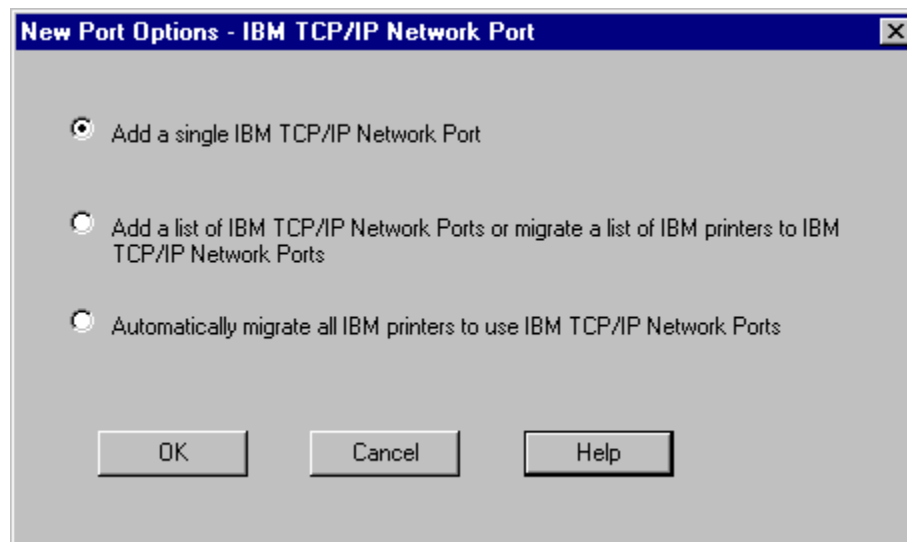 New Port Options - IBM TCP/IP Network Port
Add a single IBM TCP/IP Network Port
Add a list of IBM TCP/IP Network Ports or migrate a list of IBM printers to IBM
TCP/IP Network Ports
Automatically migrate all IBM printers to use IBM TCP/IP Network Ports
OK Cancel Help